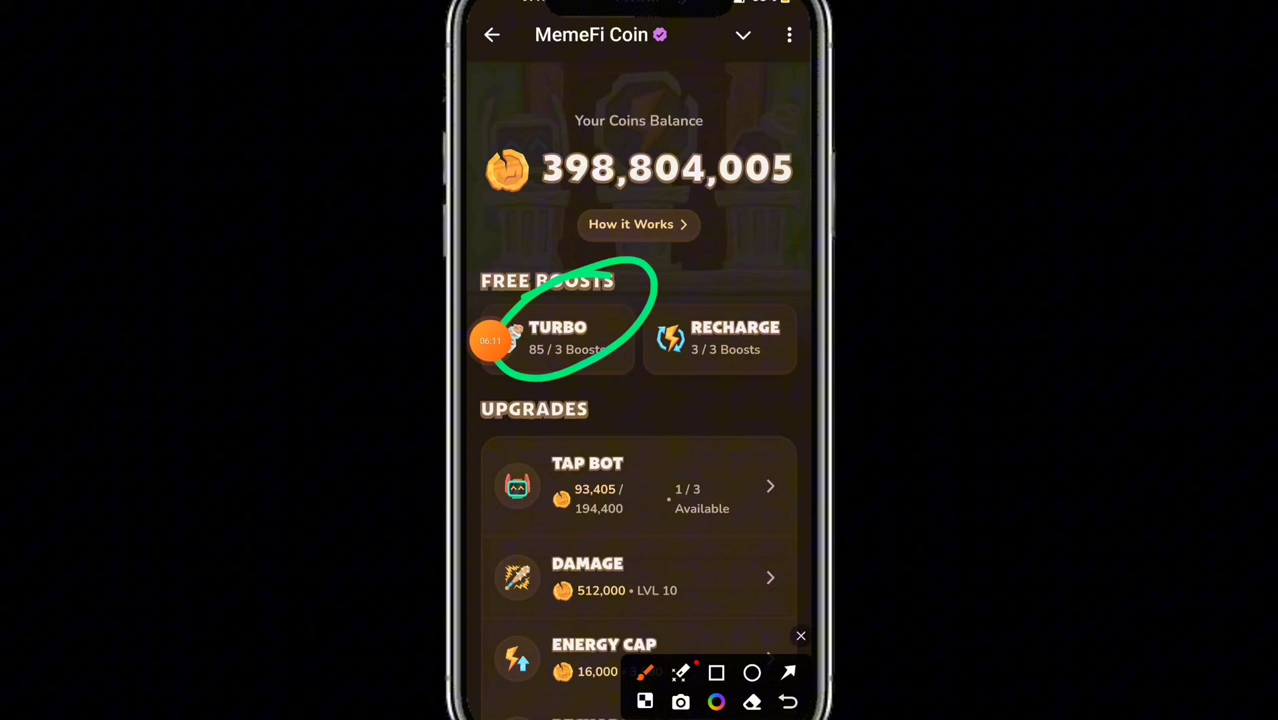 MemeFi Coin
Your Coins Balance
398,804,005
How it Works
FREE BOOSTS
TURBO
85 / 3 Boosts
RECHARGE
3 / 3 Boosts
06:11
UPGRADES
TAP BOT
93,405 /
194,400
• 1 / 3
Available
DAMAGE
512,000 • LVL 10
ENERGY CAP
16,000 •